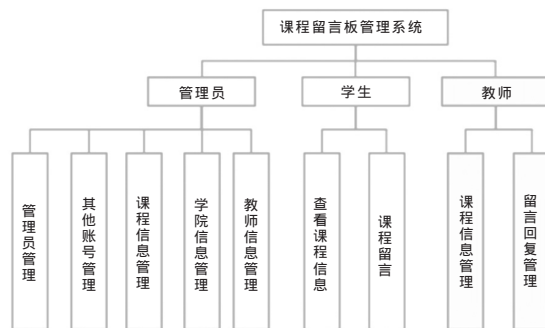 课程留言板管理系统
管理员
学生
教师
管理员管理
其他账号管理
课程信息管理
学院信息管理
教师信息管理
查看课程信息
课程留言
课程信息管理
留言回复管理